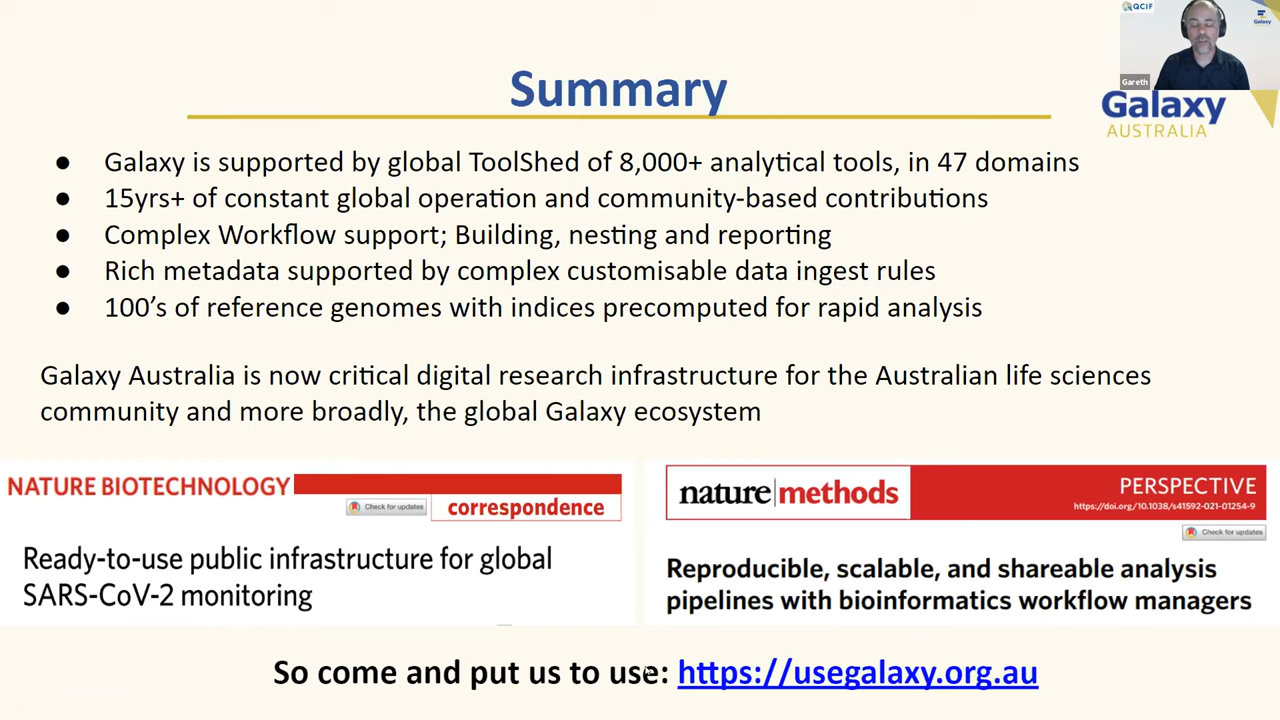 QCIF
Galaxy
Gareth
Summary
Galaxy
AUSTRALIA
● Galaxy is supported by global ToolShed of 8,000+ analytical tools, in 47 domains
● 15yrs+ of constant global operation and community-based contributions
● Complex Workflow support; Building, nesting and reporting
● Rich metadata supported by complex customisable data ingest rules
● 100’s of reference genomes with indices precomputed for rapid analysis
Galaxy Australia is now critical digital research infrastructure for the Australian life sciences
community and more broadly, the global Galaxy ecosystem
NATURE BIOTECHNOLOGY
Check for updates
correspondence
Ready-to-use public infrastructure for global
SARS-CoV-2 monitoring
nature|methods
PERSPECTIVE
https://doi.org/10.1038/s41592-021-01254-9
Check for updates
Reproducible, scalable, and shareable analysis
pipelines with bioinformatics workflow managers
So come and put us to use: https://usegalaxy.org.au